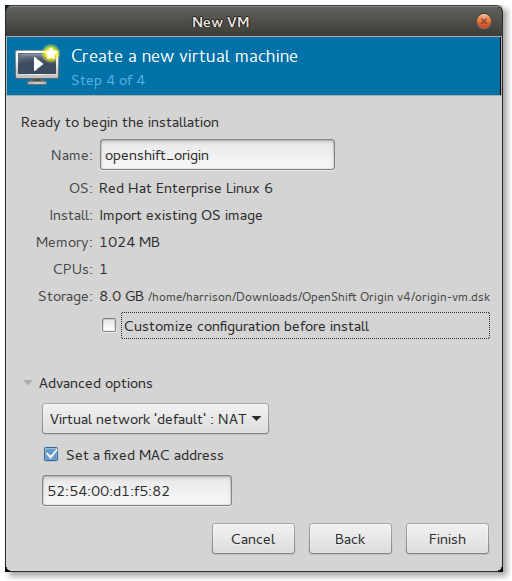 New VM
Create a new virtual machine
Step 4 of 4
Ready to begin the installation
Name: openshift_origin
OS: Red Hat Enterprise Linux 6
Install: Import existing OS image
Memory: 1024 MB
CPUs: 1
Storage: 8.0 GB /home/harrison/Downloads/OpenShift Origin v4/origin-vm.dsk
Customize configuration before install
Advanced options
Virtual network 'default' : NAT
Set a fixed MAC address
52:54:00:d1:f5:82
Cancel Back Finish